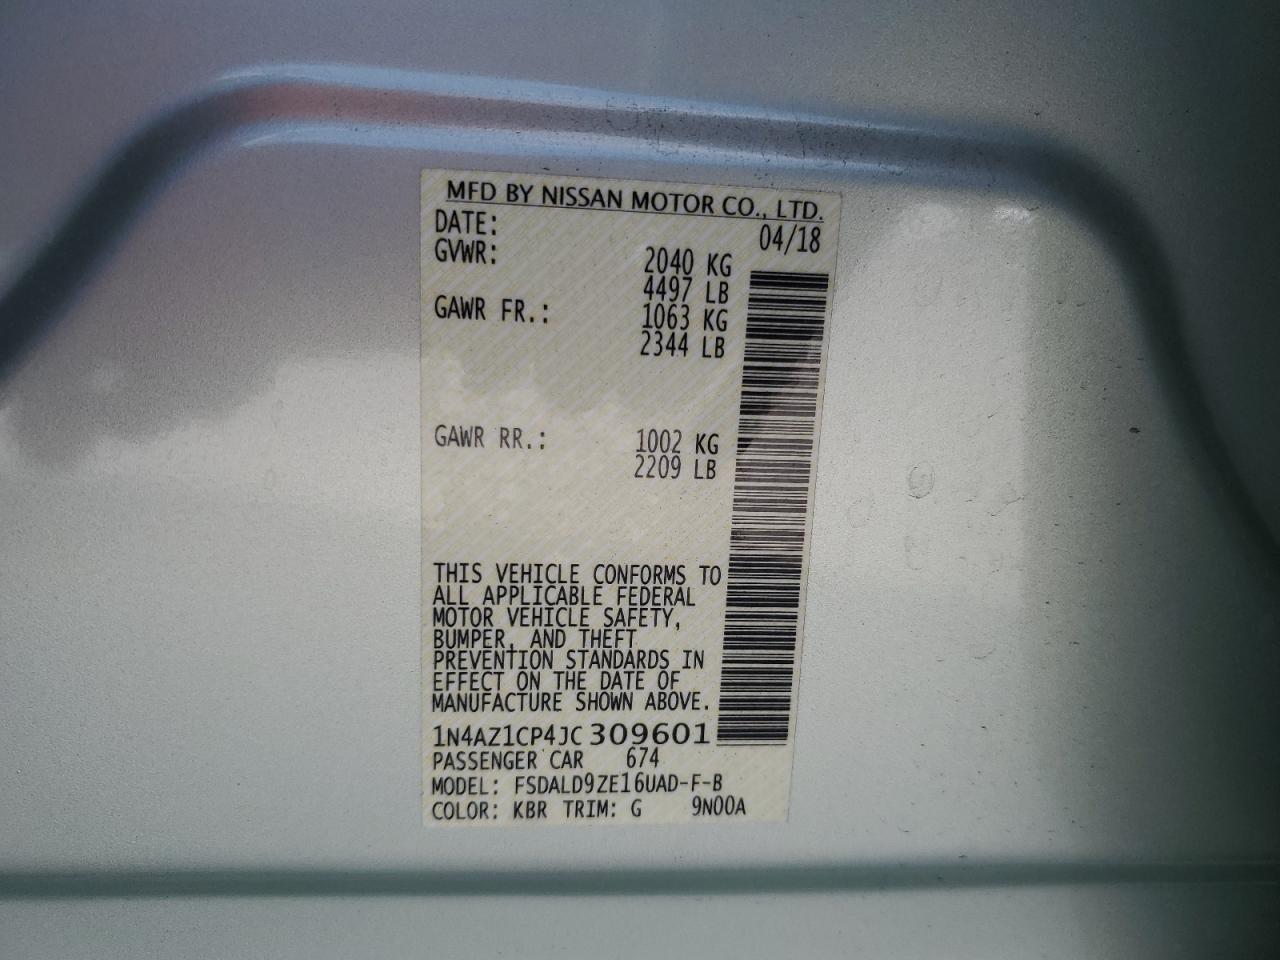 MFD BY NISSAN MOTOR CO., LTD.
DATE: 04/18
GVWR: 2040 KG
4497 LB
GAWR FR.: 1063 KG
2344 LB
GAWR RR.: 1002 KG
2209 LB
THIS VEHICLE CONFORMS TO
ALL APPLICABLE FEDERAL
MOTOR VEHICLE SAFETY,
BUMPER, AND THEFT
PREVENTION STANDARDS IN
EFFECT ON THE DATE OF
MANUFACTURE SHOWN ABOVE.
1N4AZ1CP4JC 309601
PASSENGER CAR 674
MODEL: FSDALD9ZE16UAD-F-B
COLOR: KBR TRIM: G 9N00A